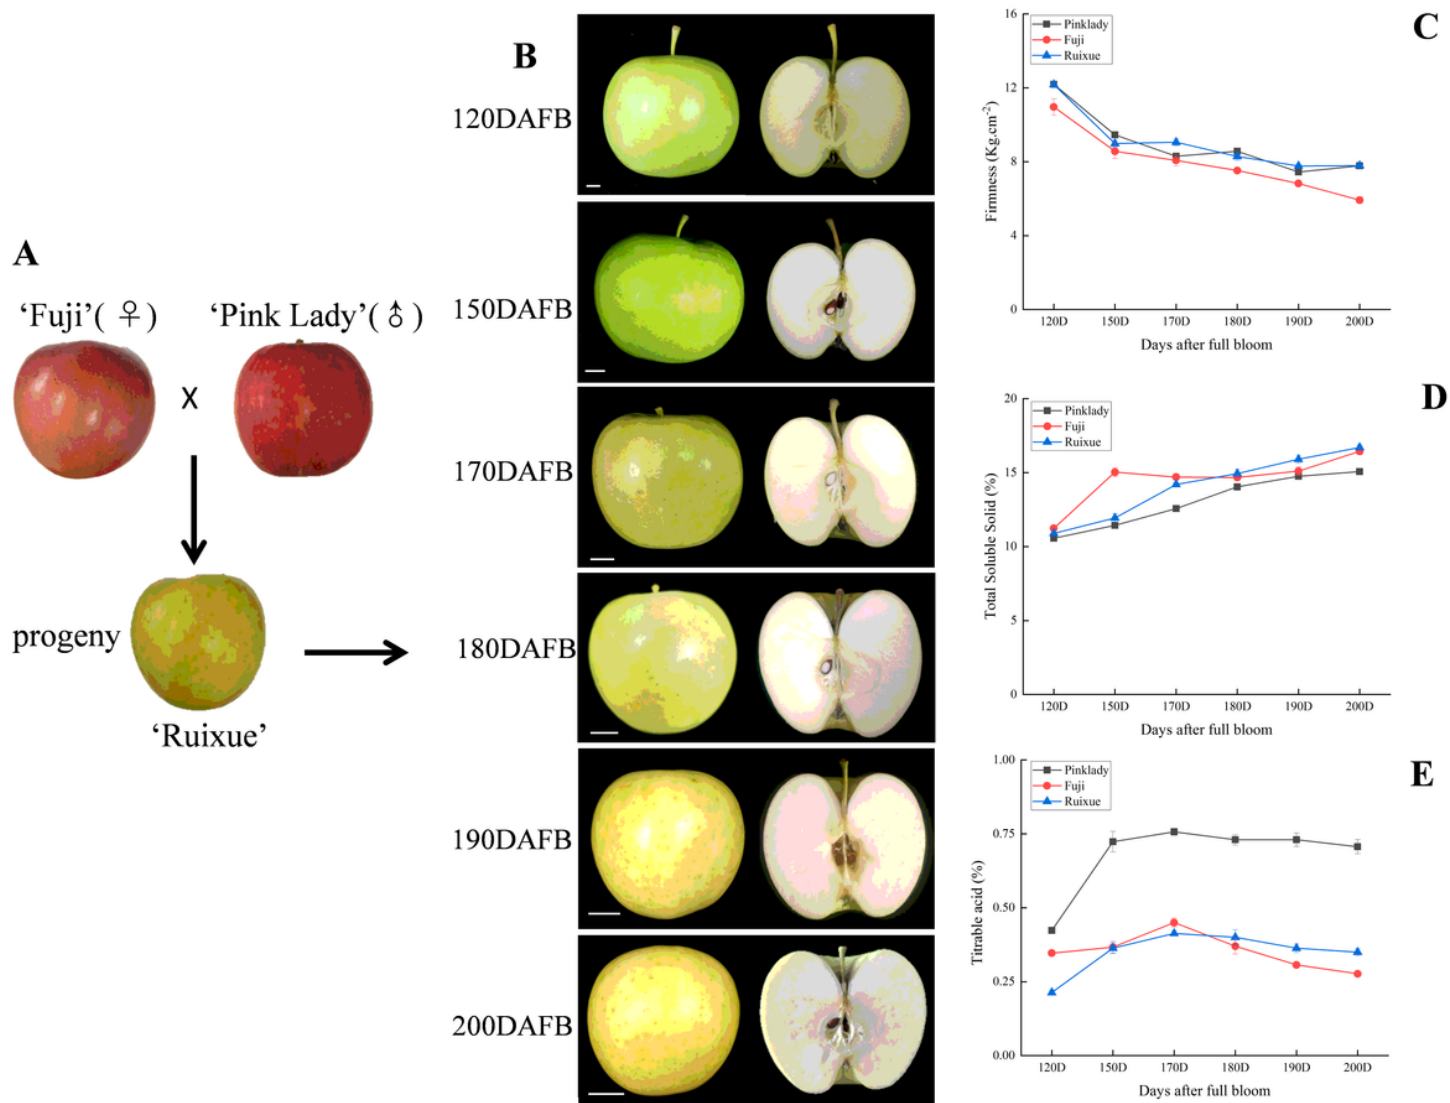 A
‘Fuji’( ♀ )
‘Pink Lady’( ♂ )
X
progeny
‘Ruixue’
B
120DAFB
150DAFB
170DAFB
180DAFB
190DAFB
200DAFB
C
Pinklady
Fuji
Ruixue
Firmness (Kg.cm-2)
16
12
8
4
0
120D 150D 170D 180D 190D 200D
Days after full bloom
D
Pinklady
Fuji
Ruixue
Total Soluble Solid (%)
20
15
10
5
0
120D 150D 170D 180D 190D 200D
Days after full bloom
E
Pinklady
Fuji
Ruixue
Titrable acid (%)
1.00
0.75
0.50
0.25
0.00
120D 150D 170D 180D 190D 200D
Days after full bloom